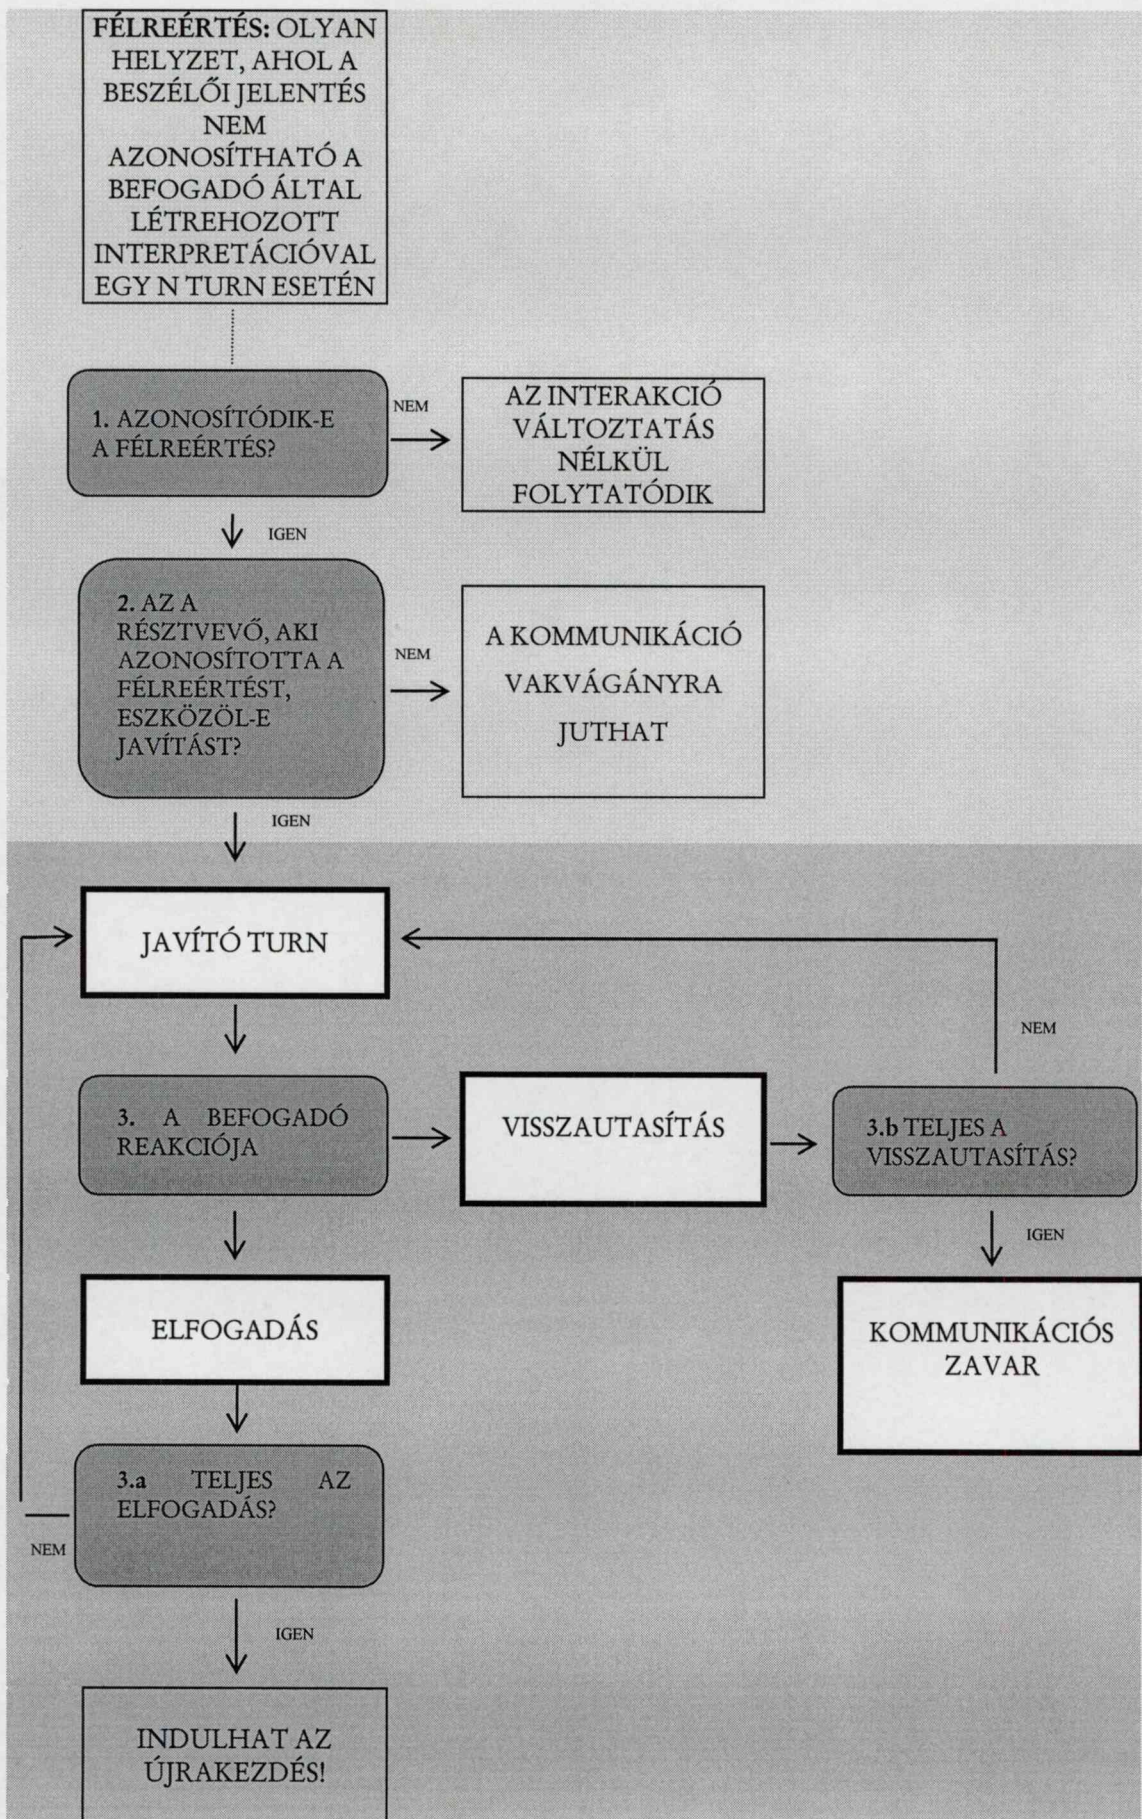 FÉLREÉRTÉS: OLYAN
HELYZET, AHOL A
BESZÉLŐI JELENTÉS
NEM
AZONOSÍTHATÓ A
BEFOGADÓ ÁLTAL
LÉTREHOZOTT
INTERPRETÁCIÓVAL
EGY N TURN ESETÉN
1. AZONOSÍTÓDIK-E
A FÉLREÉRTÉS?
NEM
AZ INTERAKCIÓ
VÁLTOZTATÁS
NÉLKÜL
FOLYTATÓDIK
IGEN
2. AZ A
RÉSZTVEVŐ, AKI
AZONOSÍTOTTA A
FÉLREÉRTÉST,
ESZKÖZÖL-E
JAVÍTÁST?
NEM
A KOMMUNIKÁCIÓ
VAKVÁGÁNYRA
JUTHAT
IGEN
JAVÍTÓ TURN
NEM
3. A BEFOGADÓ
REAKCIÓJA
VISSZAUTASÍTÁS
3.b TELJES A
VISSZAUTASÍTÁS?
IGEN
ELFOGADÁS
KOMMUNIKÁCIÓS
ZAVAR
3.a TELJES AZ
ELFOGADÁS?
NEM
IGEN
INDULHAT AZ
ÚJRAKEZDÉS!